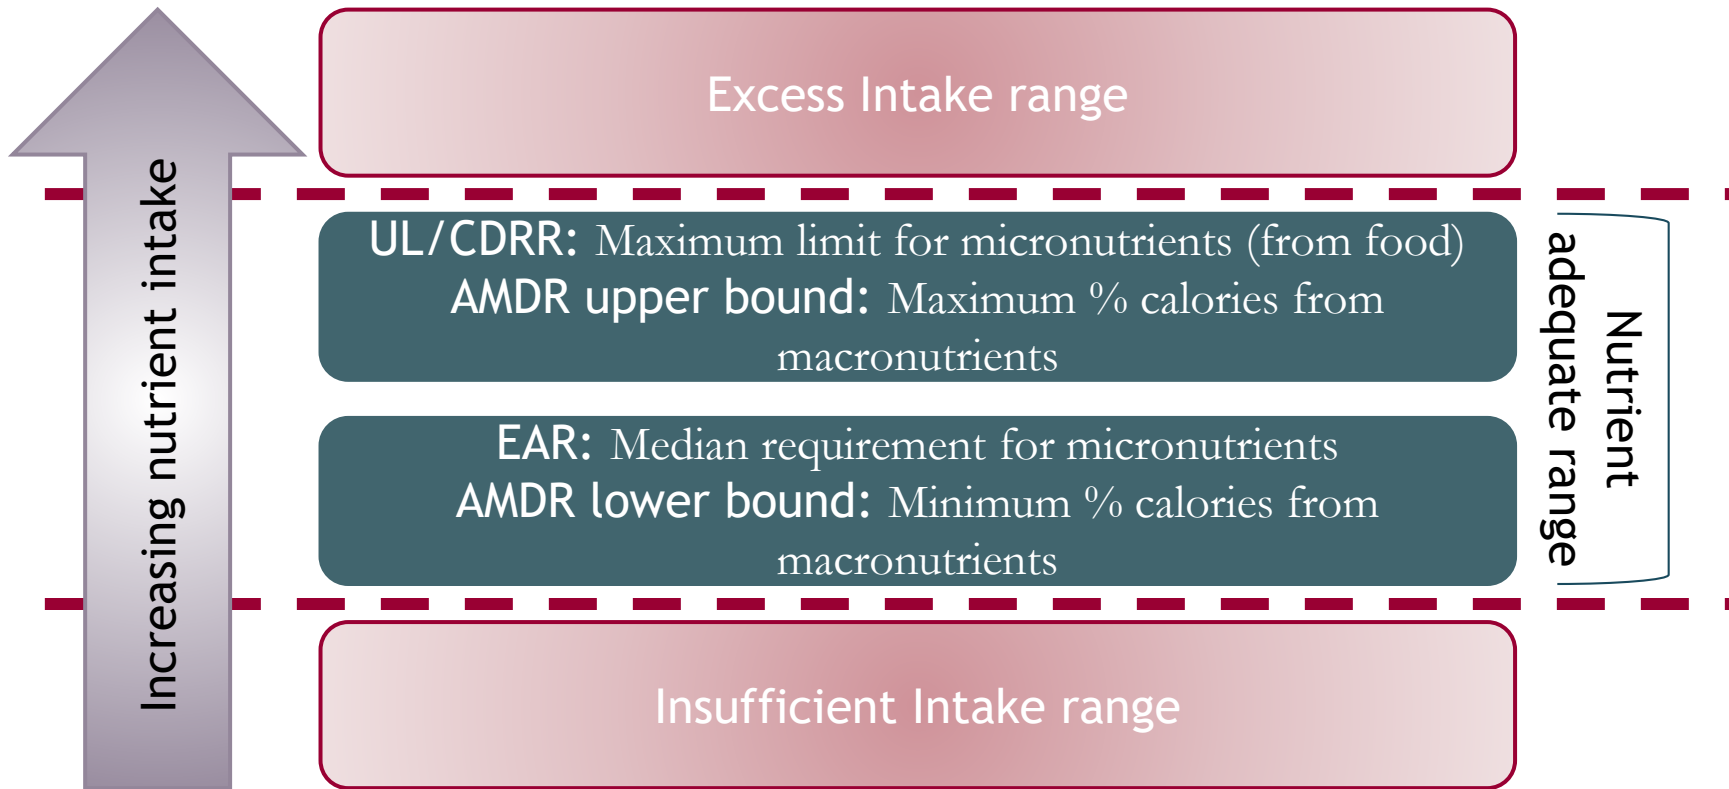 Excess Intake range
Increasing nutrient intake
UL/CDRR: Maximum limit for micronutrients (from food)
AMDR upper bound: Maximum % calories from
macronutrients
EAR: Median requirement for micronutrients
AMDR lower bound: Minimum % calories from
macronutrients
Nutrient
adequate range
Insufficient Intake range